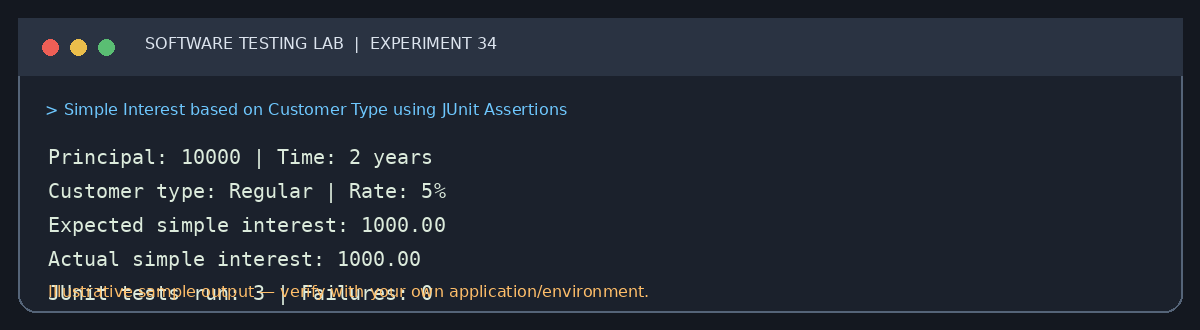 SOFTWARE TESTING LAB | EXPERIMENT 34
> Simple Interest based on Customer Type using JUnit Assertions
Principal: 10000 | Time: 2 years
Customer type: Regular | Rate: 5%
Expected simple interest: 1000.00
Actual simple interest: 1000.00
JUnit tests run: 3 | Failures: 0
Illustrative sample output — verify with your own application/environment.